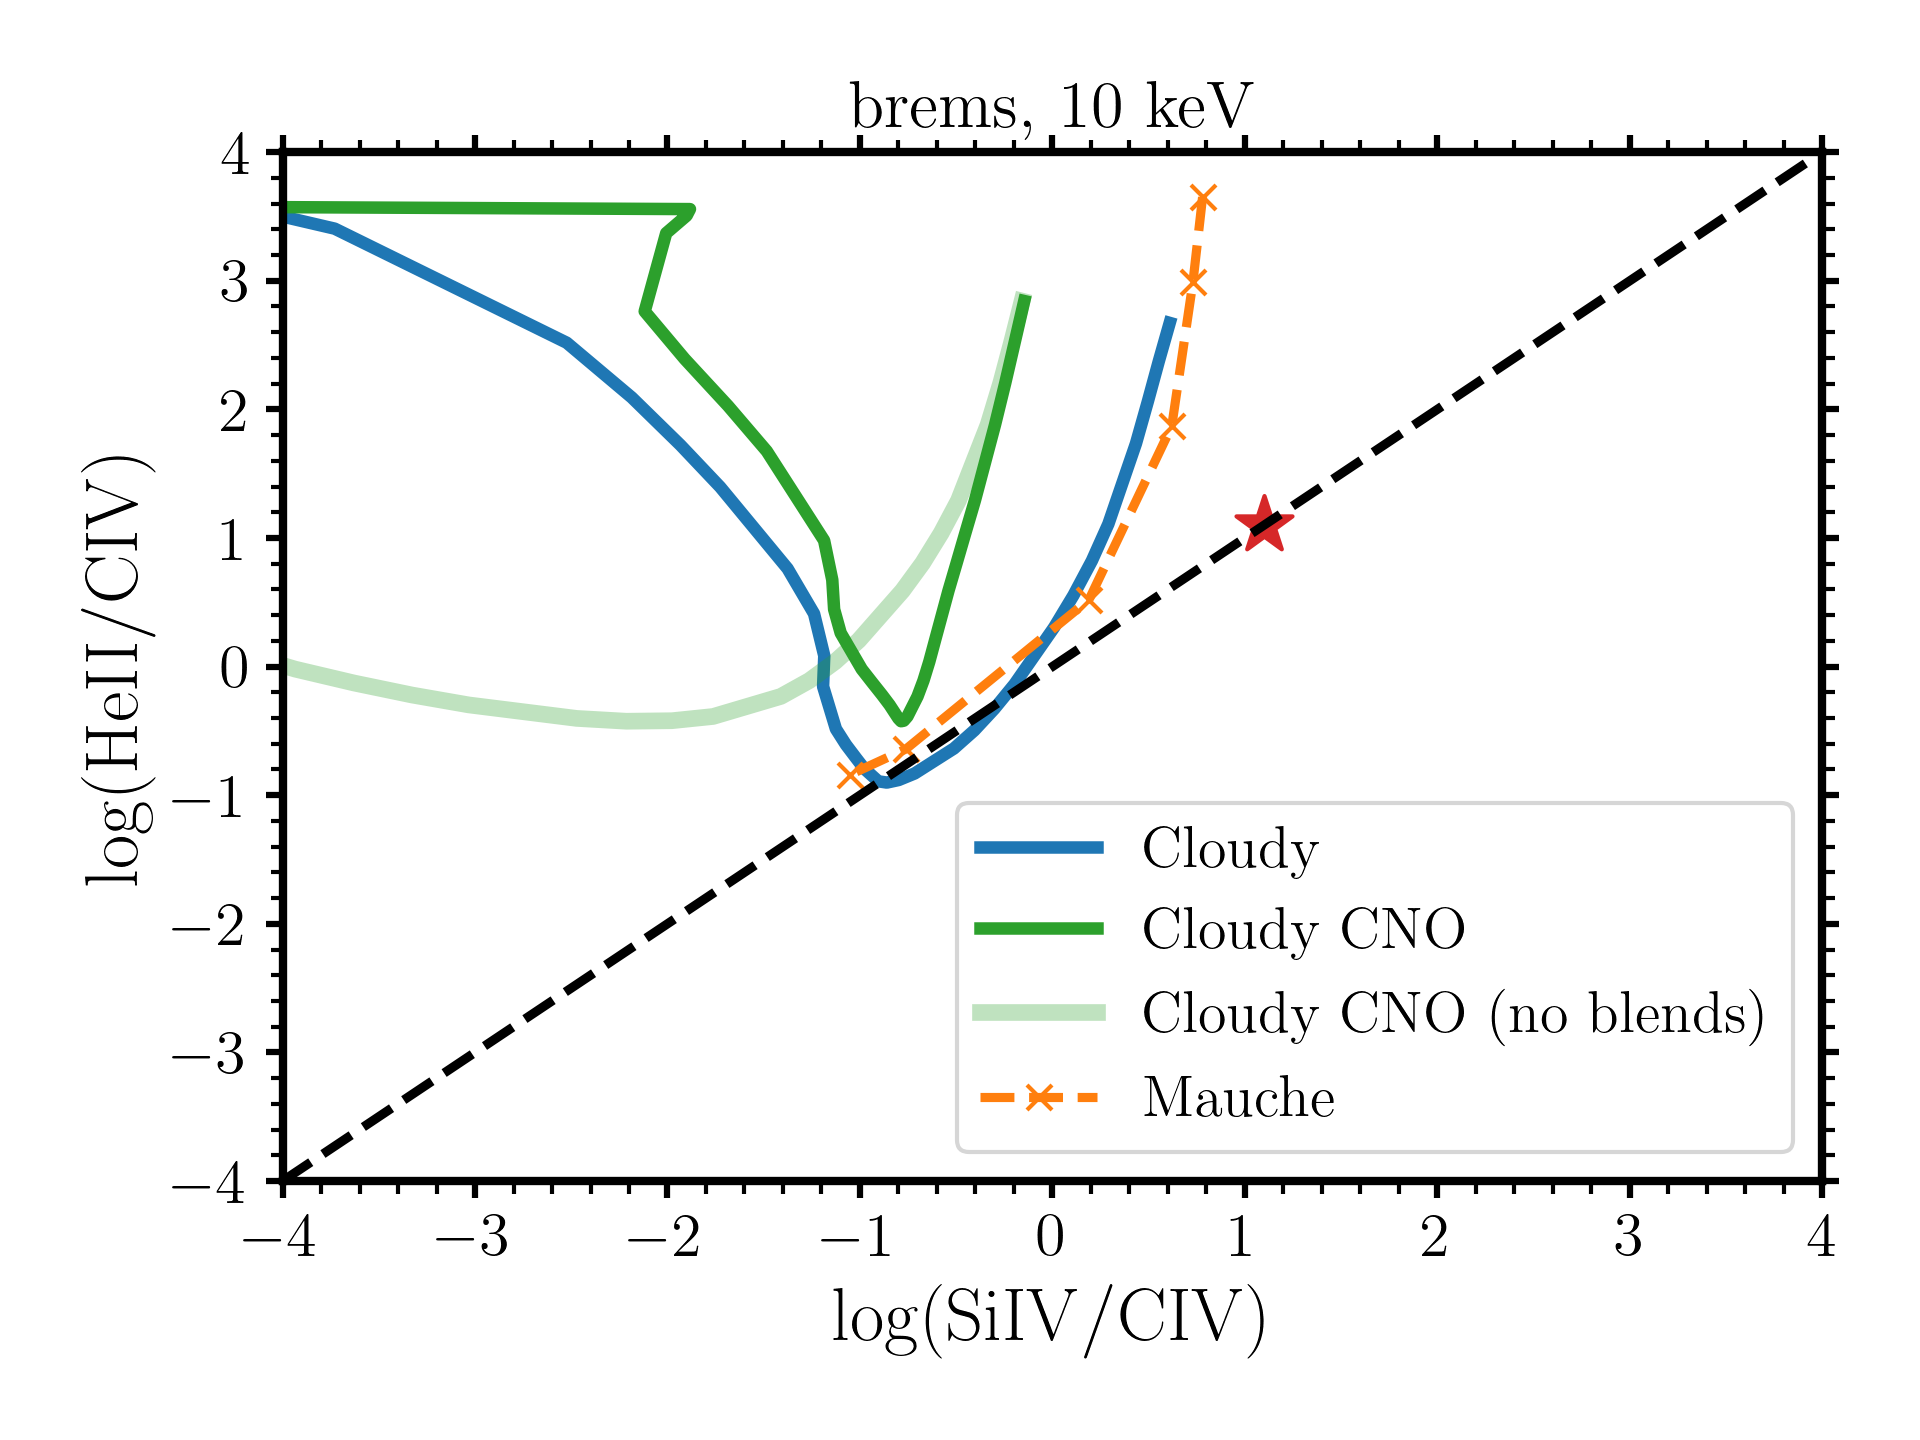 brems, 10 keV
log(HeII/CIV)
4
3
2
1
0
−1
−2
−3
−4
Cloudy
Cloudy CNO
Cloudy CNO (no blends)
Mauche
−4 −3 −2 −1 0 1 2 3 4
log(SiIV/CIV)